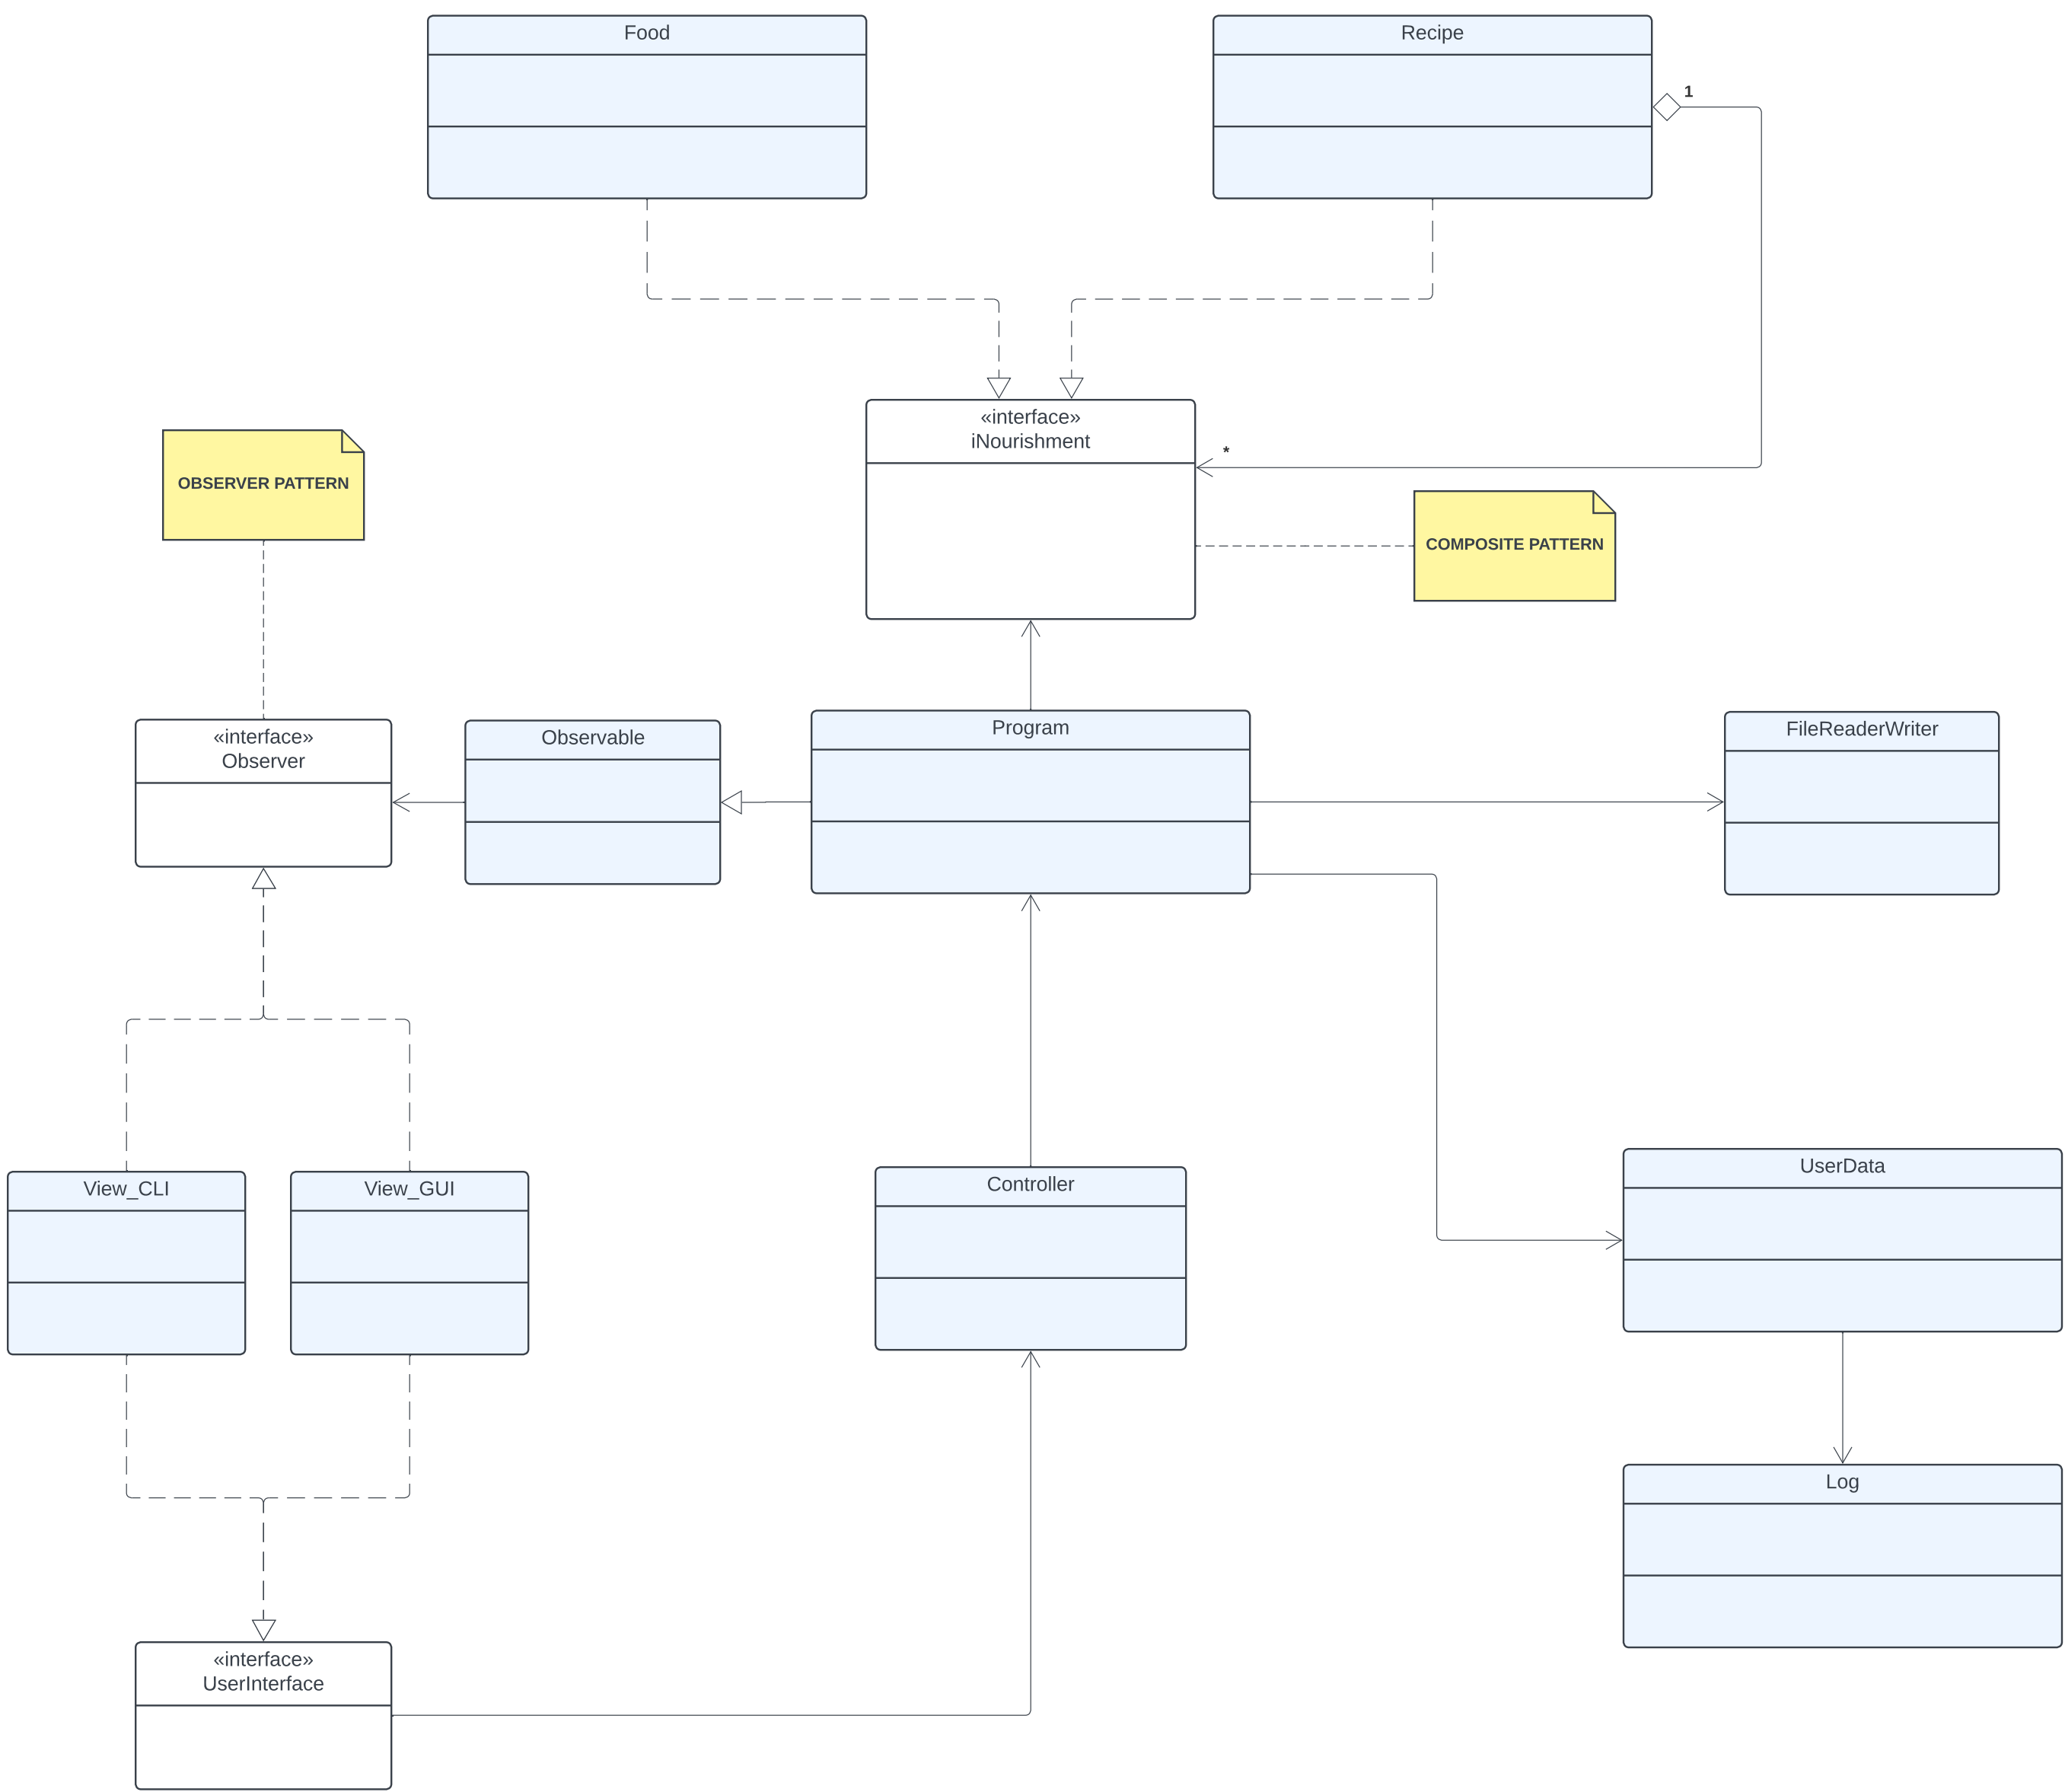 Food
Recipe
1
«interface»
iNourishment
*
OBSERVER PATTERN
COMPOSITE PATTERN
«interface»
Observer
Observable
Program
FileReaderWriter
View_CLI
View_GUI
Controller
UserData
Log
«interface»
UserInterface